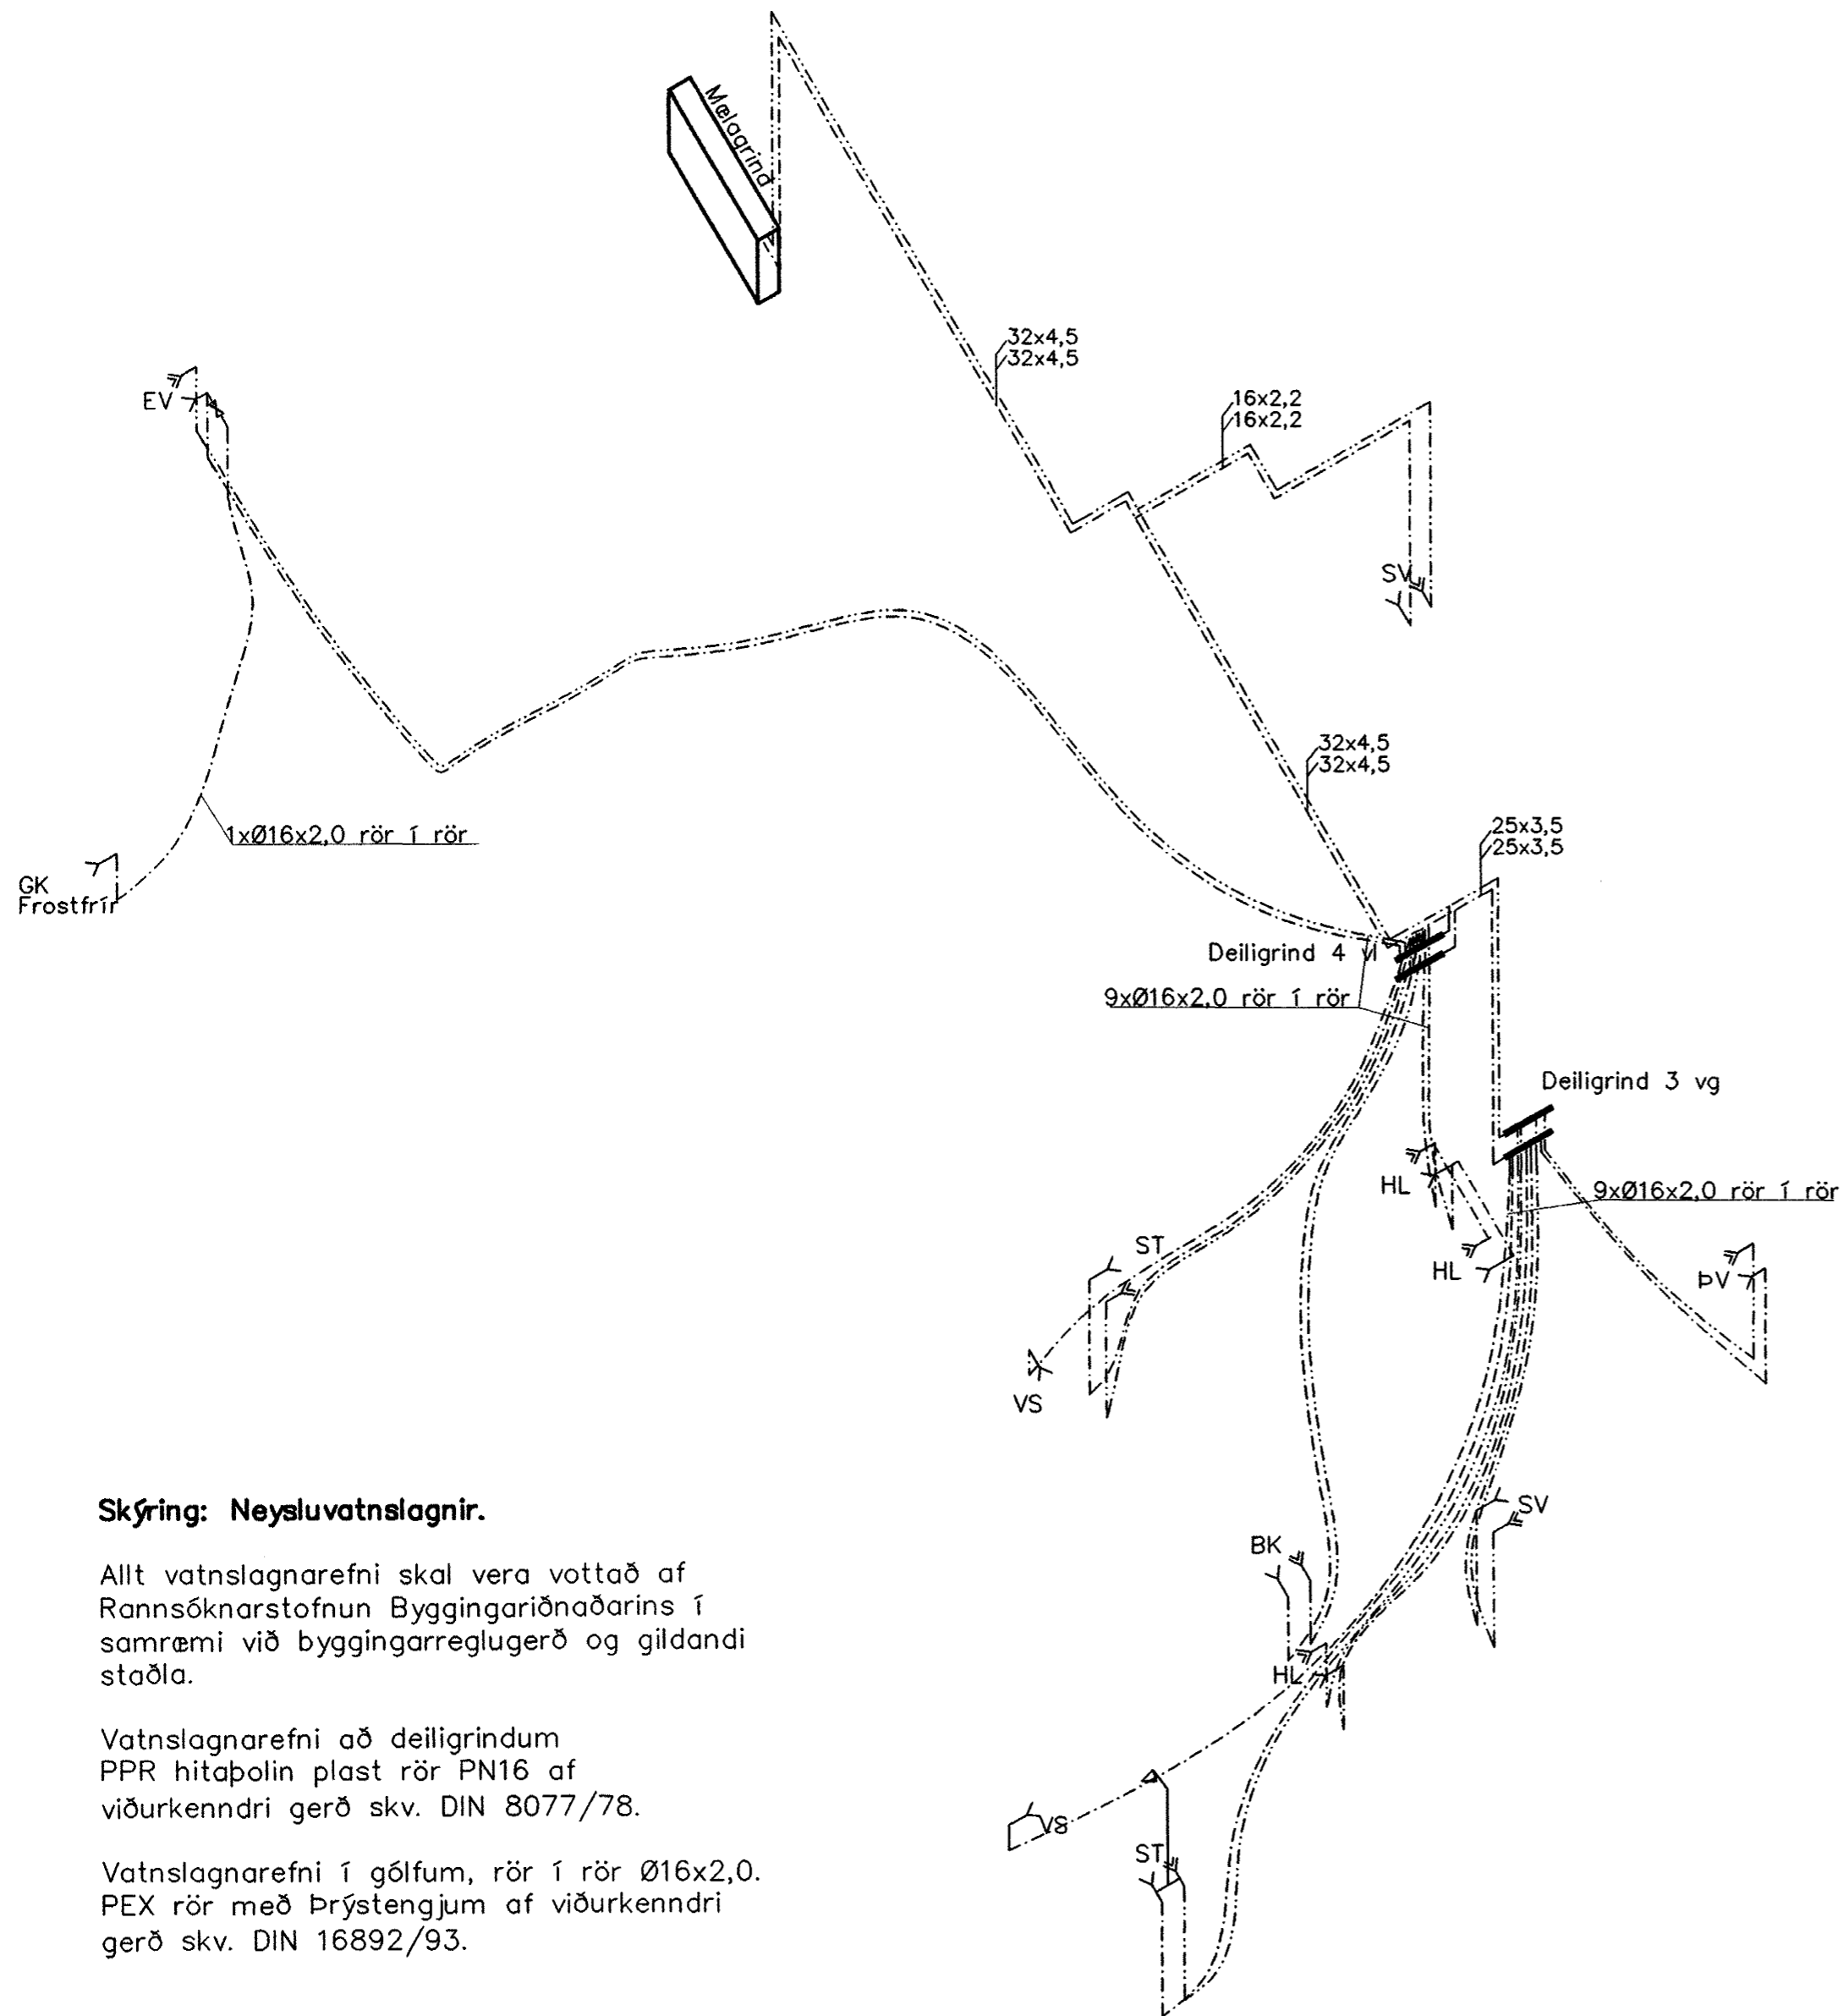 Mælagrind
32x4,5
32x4,5
16x2,2
16x2,2
EV
SV
32x4,5
32x4,5
1xØ16x2,0 rör í rör
25x3,5
25x3,5
GK
Frostfrír
Deiligrind 4 vl
9xØ16x2,0 rör í rör
Deiligrind 3 vg
HL
9xØ16x2,0 rör í rör
ST
HL
ÞV
VS
SV
BK
HL
VS
ST
Skýring: Neysluvatnslagnir.
Allt vatnslagnarefni skal vera vottað af
Rannsóknarstofnun Byggingariðnaðarins í
samræmi við byggingarreglugerð og gildandi
staðla.
Vatnslagnarefni að deiligrindum
PPR hitaþolin plast rör PN16 af
viðurkenndri gerð skv. DIN 8077/78.
Vatnslagnarefni í gólfum, rör í rör Ø16x2,0.
PEX rör með Þrýstengjum af viðurkenndri
gerð skv. DIN 16892/93.